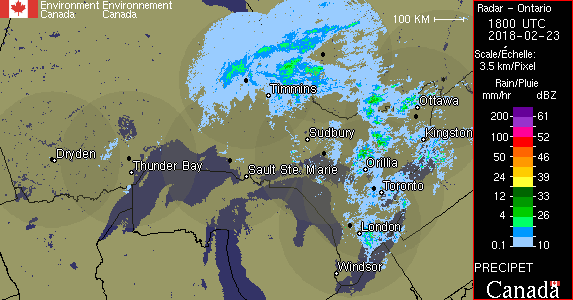 Environment Environnement
Canada Canada
100 KM
Timmins
Ottawa
Sudbury
Kingston
Dryden
Thunder Bay
Sault Ste. Marie
Orillia
Toronto
London
Windsor
Radar - Ontario
1800 UTC
2018-02-23
Scale/Échelle:
3.5 km/Pixel
Rain/Pluie
mm/hr dBZ
200 61
100 52
50 46
24 39
12 33
4 26
0.1 10
PRECIPET
Canada